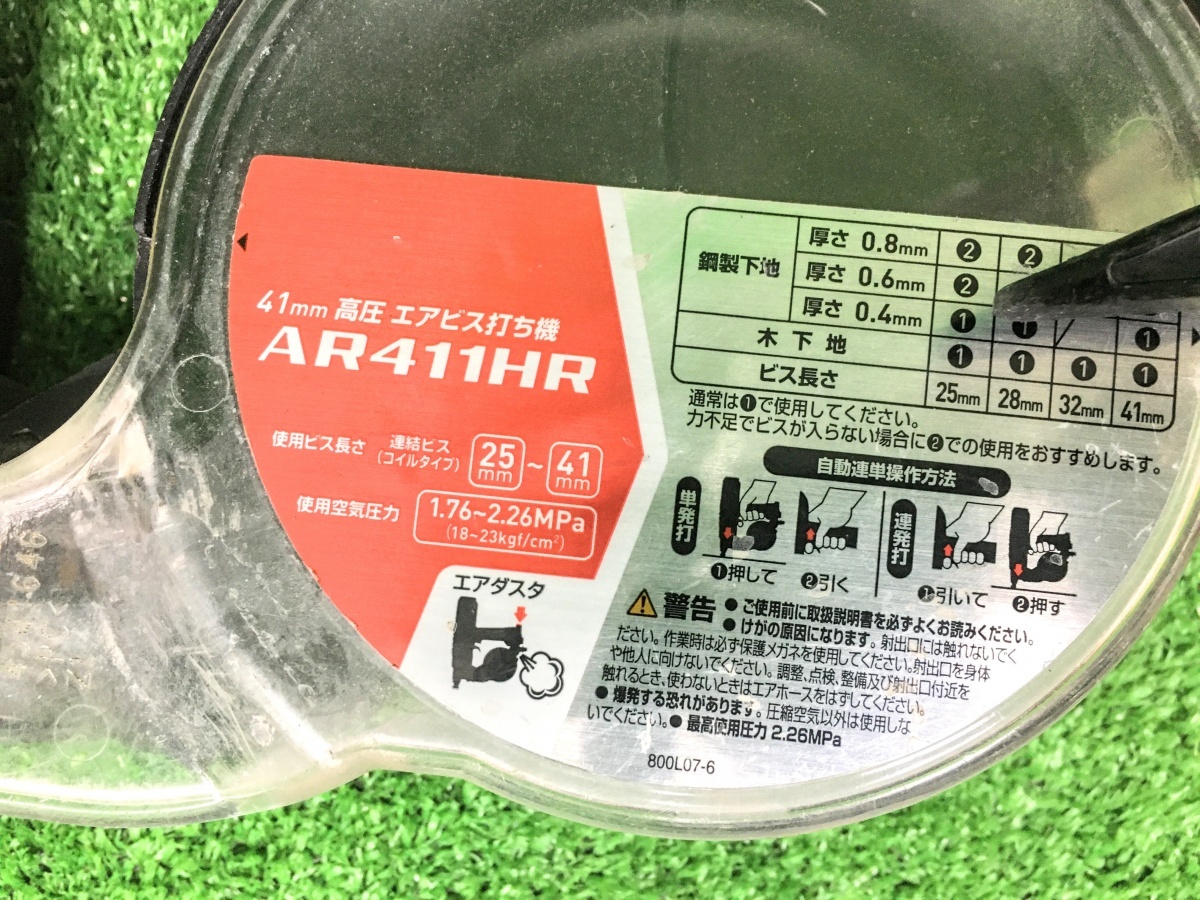 41mm 高圧 エアビス打ち機
AR411HR
使用ビス長さ 連結ビス (コイルタイプ) 25mm ~ 41mm
使用空気圧力 1.76~2.26MPa
(18~23kgf/cm²)
エアダスタ
鋼製下地 厚さ 0.8mm ❷ ❷
厚さ 0.6mm ❷
厚さ 0.4mm ❶ ❶ ❶
木下地 ❶ ❶ ❶ ❶
ビス長さ 25mm 28mm 32mm 41mm
通常は❶で使用してください。
力不足でビスが入らない場合に❷での使用をおすすめします。
自動連単操作方法
単発打 ❶押して ❷引く
連発打 ❶引いて ❷押す
警告 ● ご使用前に取扱説明書を必ずよくお読みください。
● けがの原因になります。射出口には触れないでく
ださい。作業時は必ず保護メガネを使用してください。射出口を身体
や他人に向けないでください。調整、点検、整備及び射出口付近を
触れるとき、使わないときはエアホースをはずしてください。
● 爆発する恐れがあります。圧縮空気以外は使用しな
いでください。● 最高使用圧力 2.26MPa
800L07-6
646